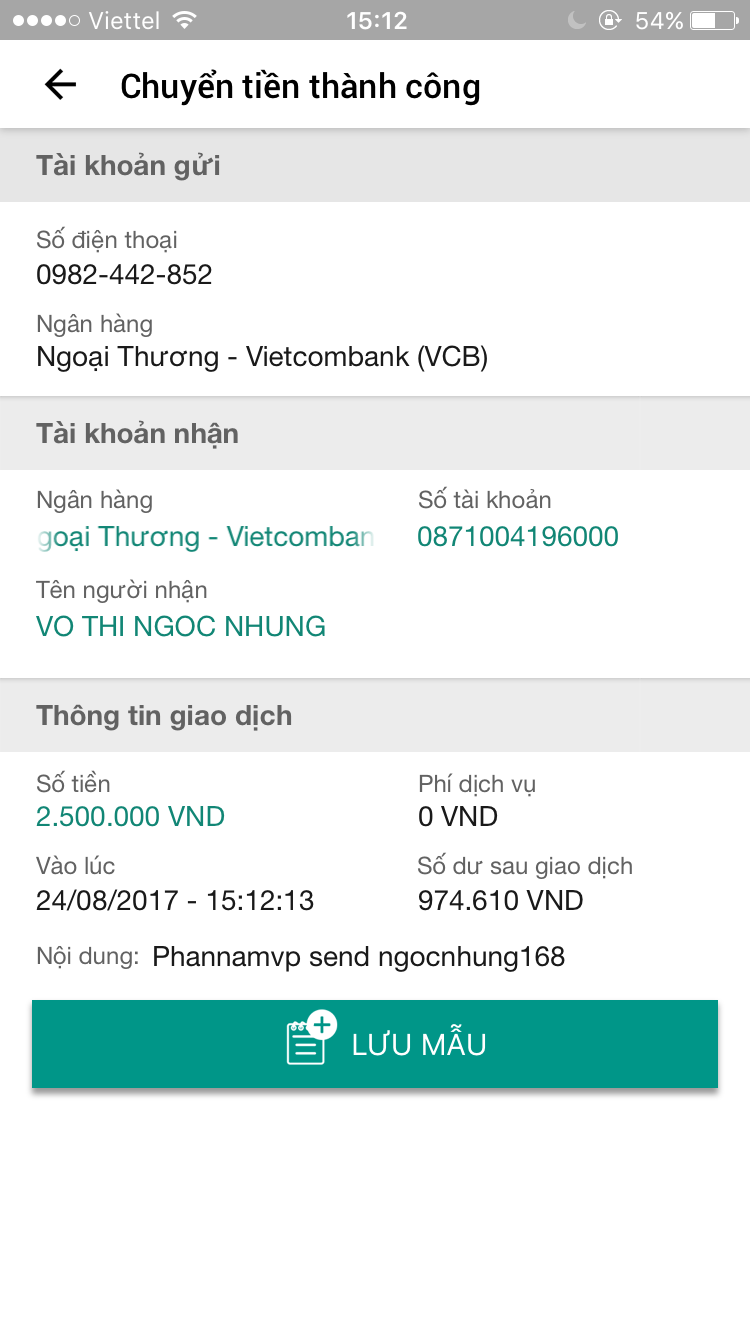 Viettel 15:12 54%
Chuyển tiền thành công
Tài khoản gửi
Số điện thoại
0982-442-852
Ngân hàng
Ngoại Thương - Vietcombank (VCB)
Tài khoản nhận
Ngân hàng Số tài khoản
goại Thương - Vietcomban 0871004196000
Tên người nhận
VO THI NGOC NHUNG
Thông tin giao dịch
Số tiền Phí dịch vụ
2.500.000 VND 0 VND
Vào lúc Số dư sau giao dịch
24/08/2017 - 15:12:13 974.610 VND
Nội dung: Phannamvp send ngocnhung168
LƯU MẪU